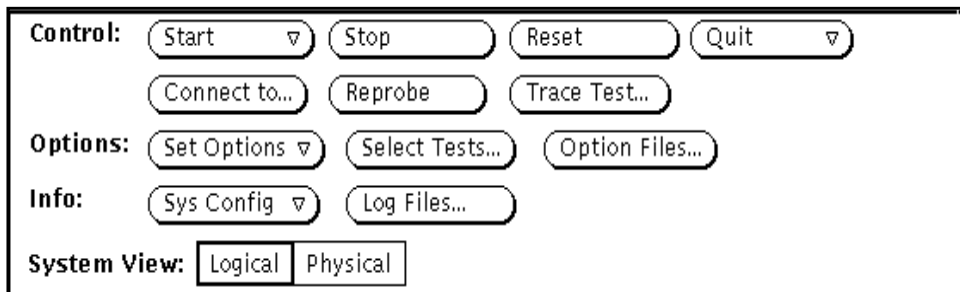 Control: Start Stop Reset Quit
Connect to... Reprobe Trace Test...
Options: Set Options Select Tests... Option Files...
Info: Sys Config Log Files...
System View: Logical Physical